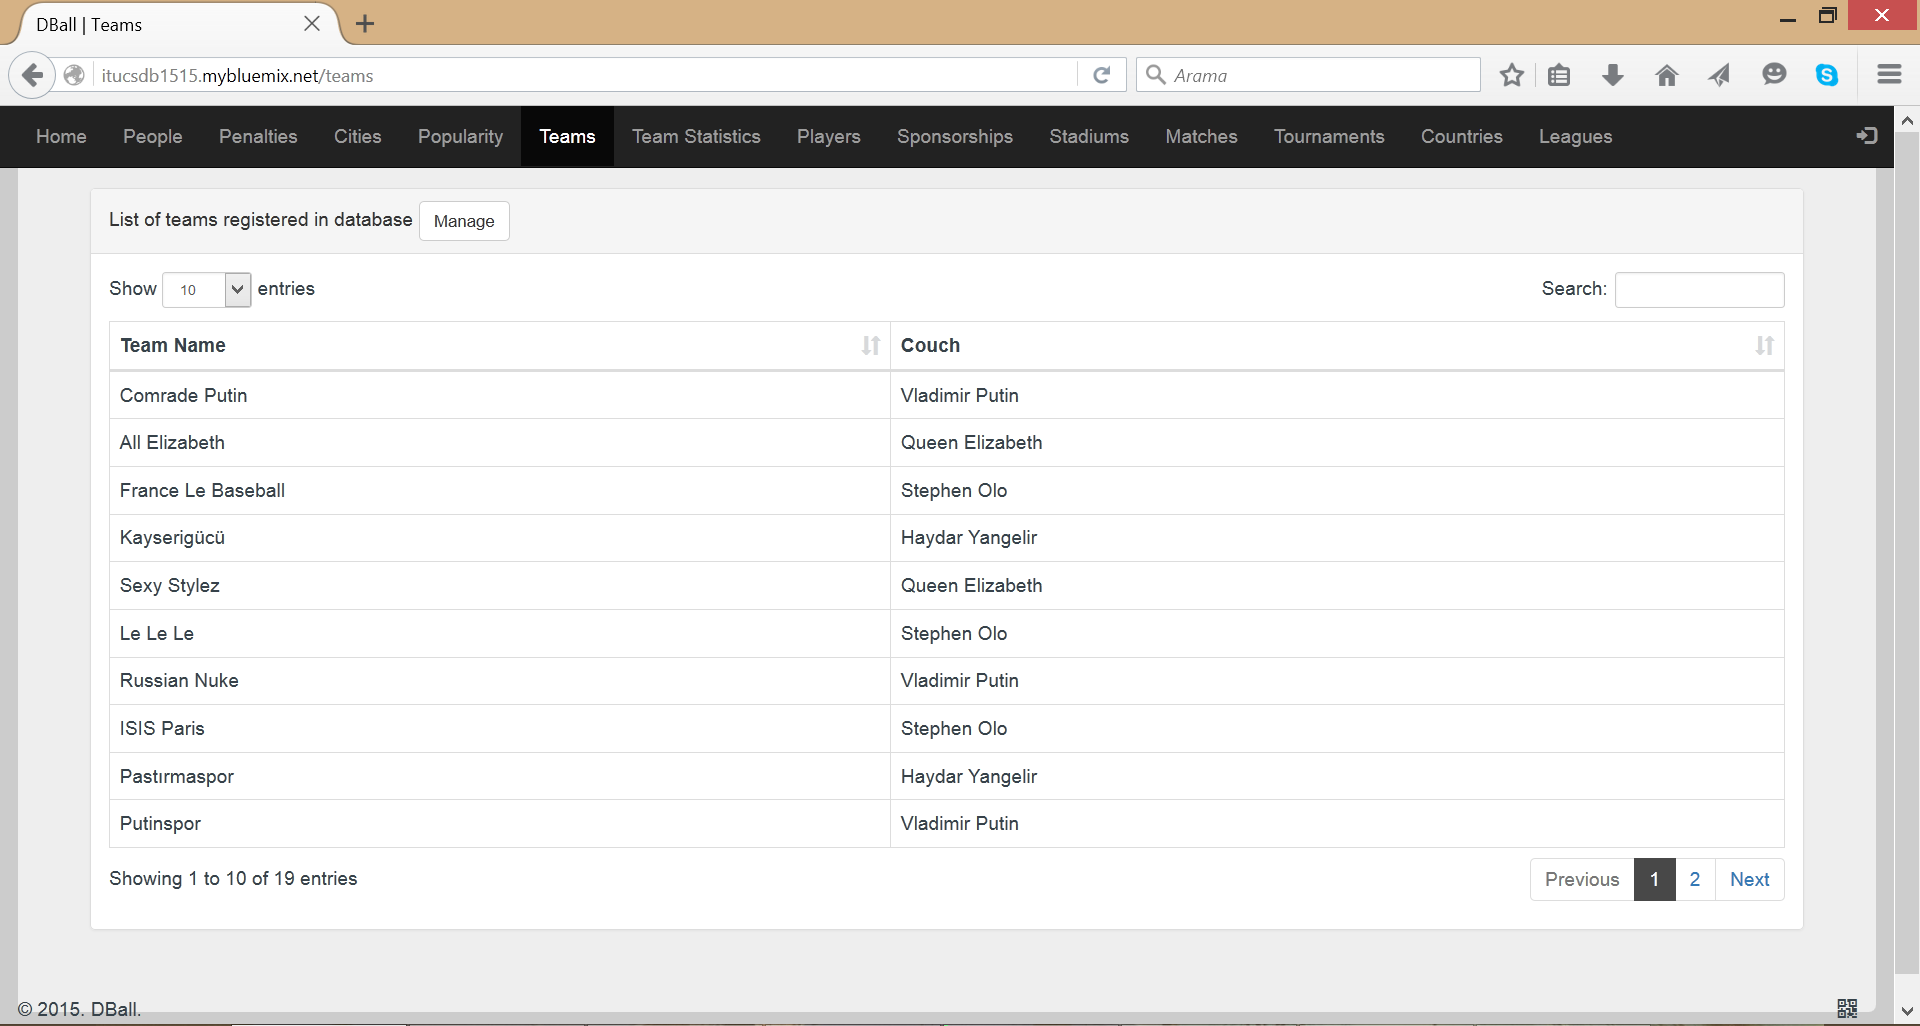 DBall | Teams
itucsdb1515.mybluemix.net/teams
Arama
Home People Penalties Cities Popularity Teams Team Statistics Players Sponsorships Stadiums Matches Tournaments Countries Leagues
List of teams registered in database Manage
Show 10 entries Search:
Team Name Couch
Comrade Putin Vladimir Putin
All Elizabeth Queen Elizabeth
France Le Baseball Stephen Olo
Kayserigücü Haydar Yangelir
Sexy Stylez Queen Elizabeth
Le Le Le Stephen Olo
Russian Nuke Vladimir Putin
ISIS Paris Stephen Olo
Pastırmaspor Haydar Yangelir
Putinspor Vladimir Putin
Showing 1 to 10 of 19 entries Previous 1 2 Next
© 2015. DBall.